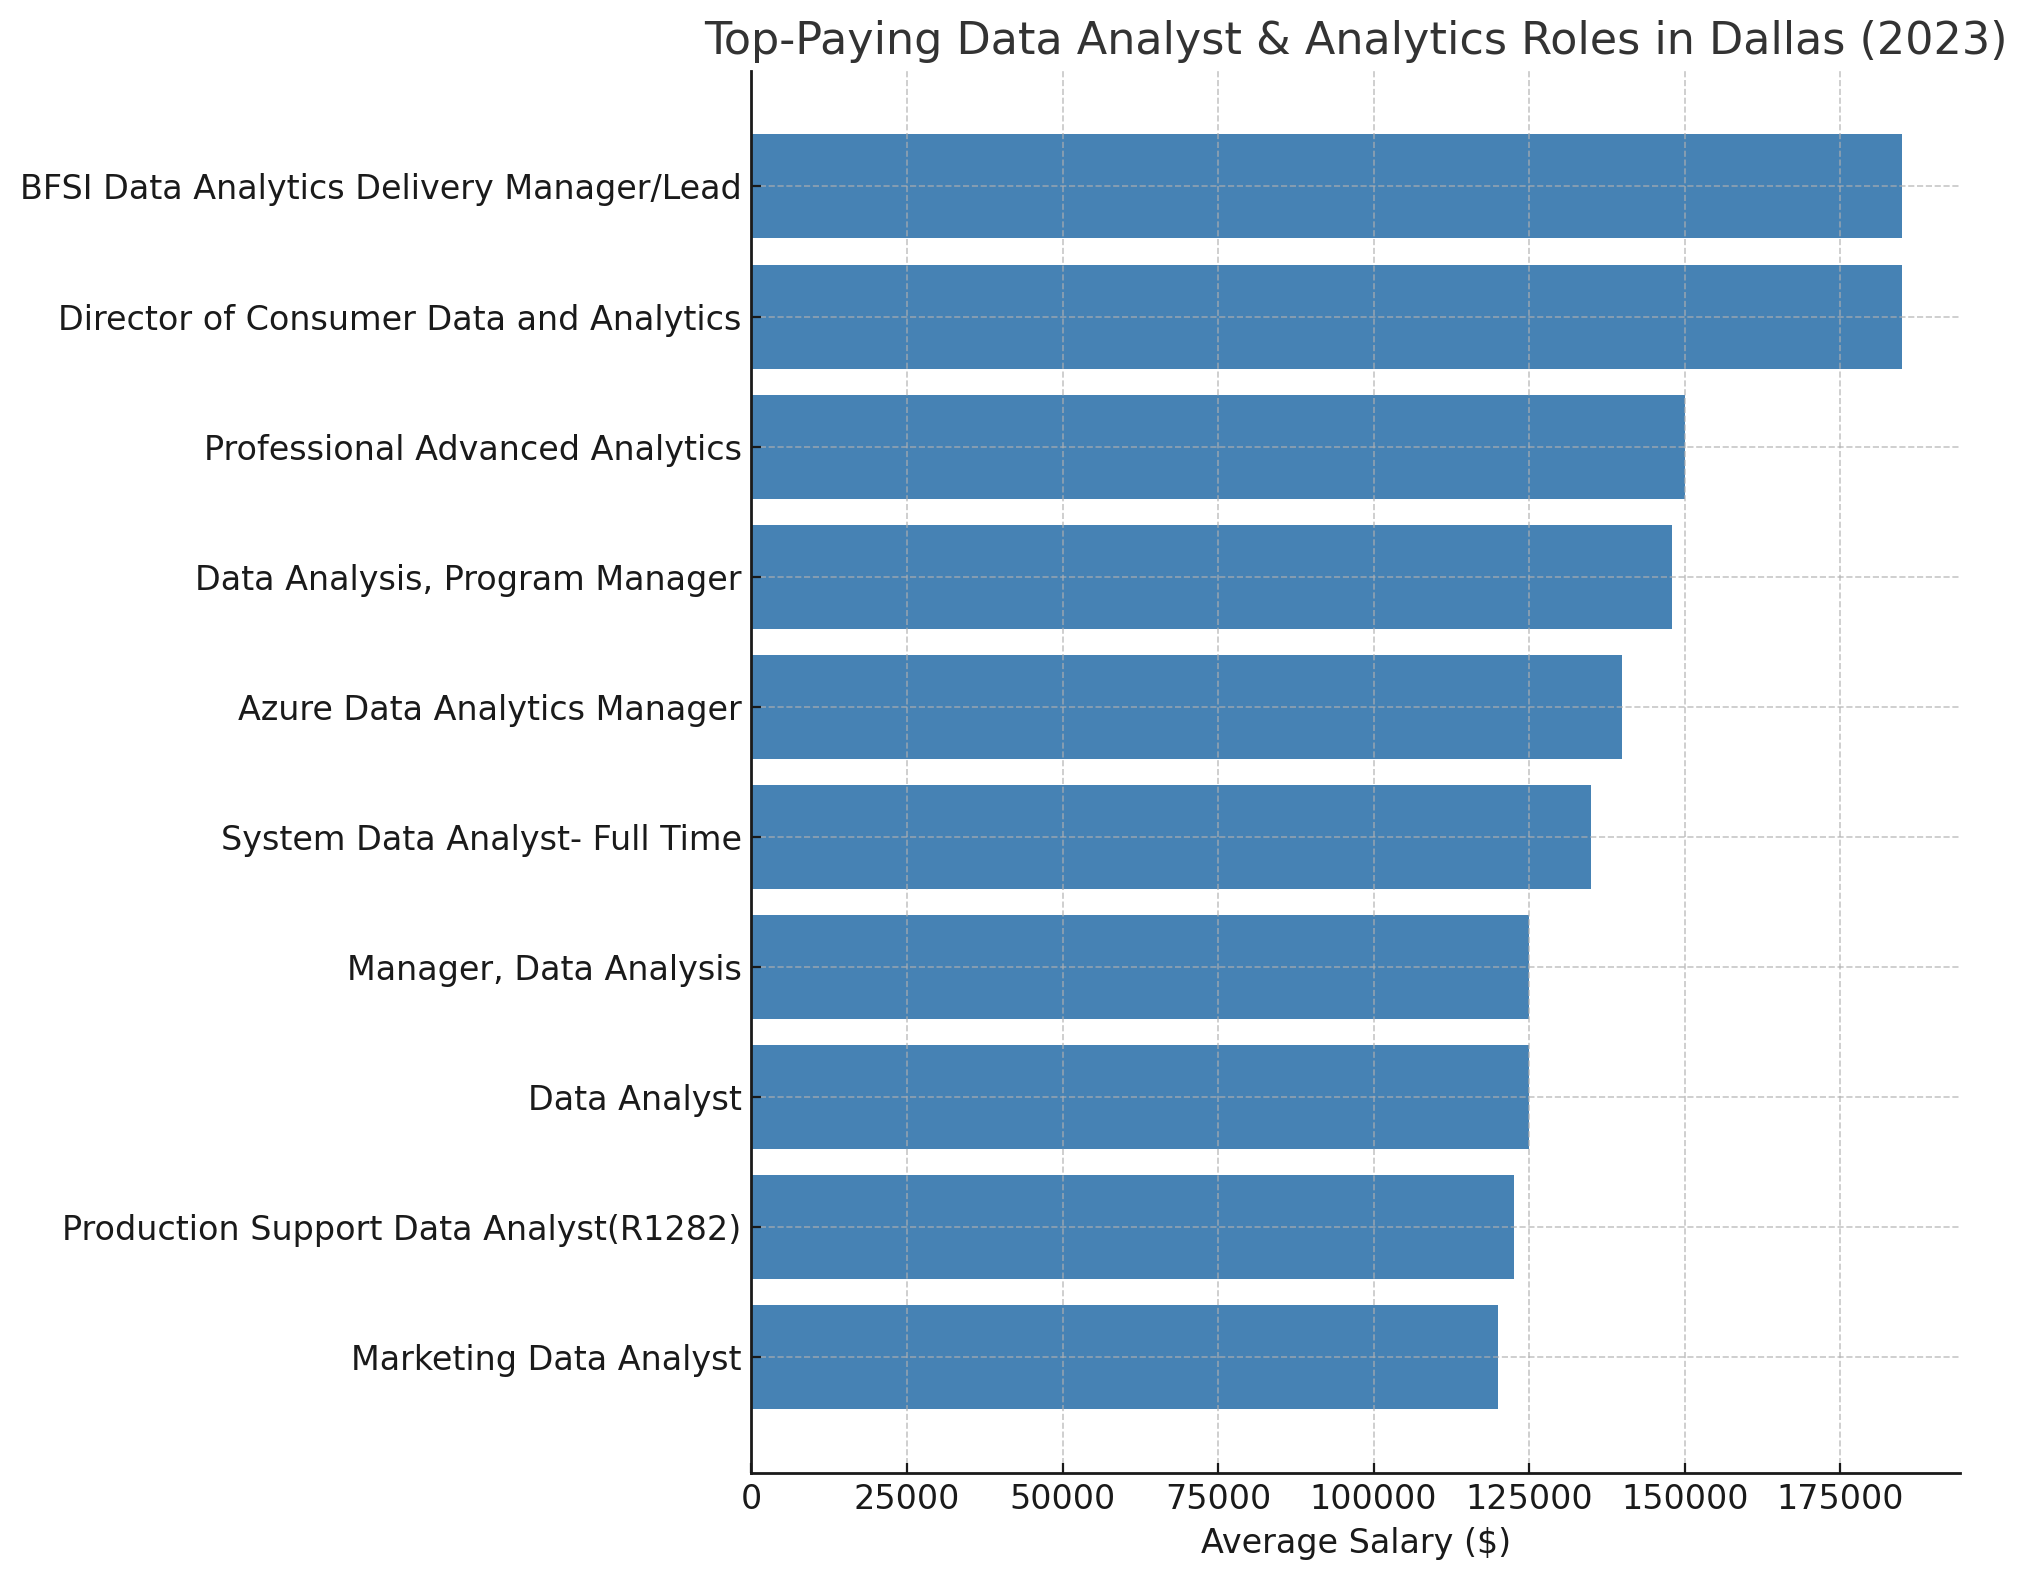 Top-Paying Data Analyst & Analytics Roles in Dallas (2023)
BFSI Data Analytics Delivery Manager/Lead
Director of Consumer Data and Analytics
Professional Advanced Analytics
Data Analysis, Program Manager
Azure Data Analytics Manager
System Data Analyst- Full Time
Manager, Data Analysis
Data Analyst
Production Support Data Analyst(R1282)
Marketing Data Analyst
0 25000 50000 75000 100000 125000 150000 175000
Average Salary ($)